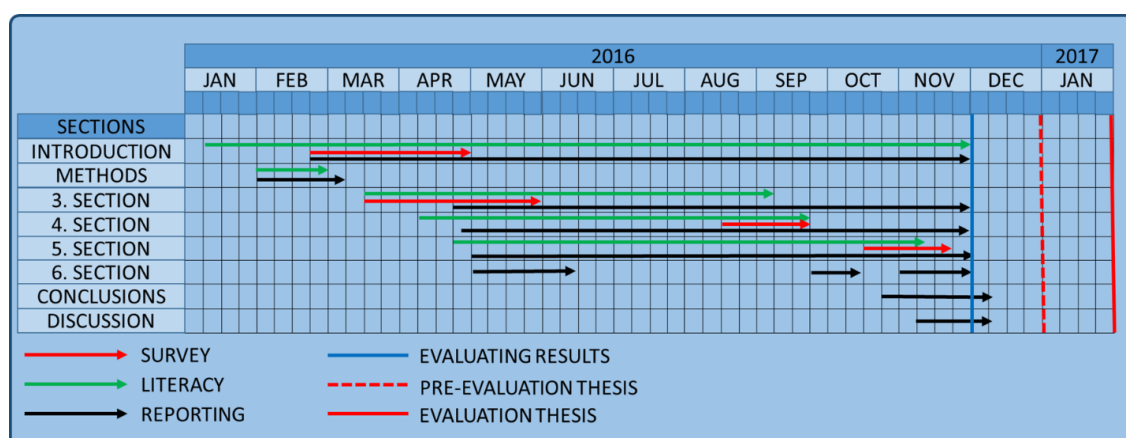 2016 2017
JAN FEB MAR APR MAY JUN JUL AUG SEP OCT NOV DEC JAN
SECTIONS
INTRODUCTION
METHODS
3. SECTION
4. SECTION
5. SECTION
6. SECTION
CONCLUSIONS
DISCUSSION
SURVEY EVALUATING RESULTS
LITERACY PRE-EVALUATION THESIS
REPORTING EVALUATION THESIS